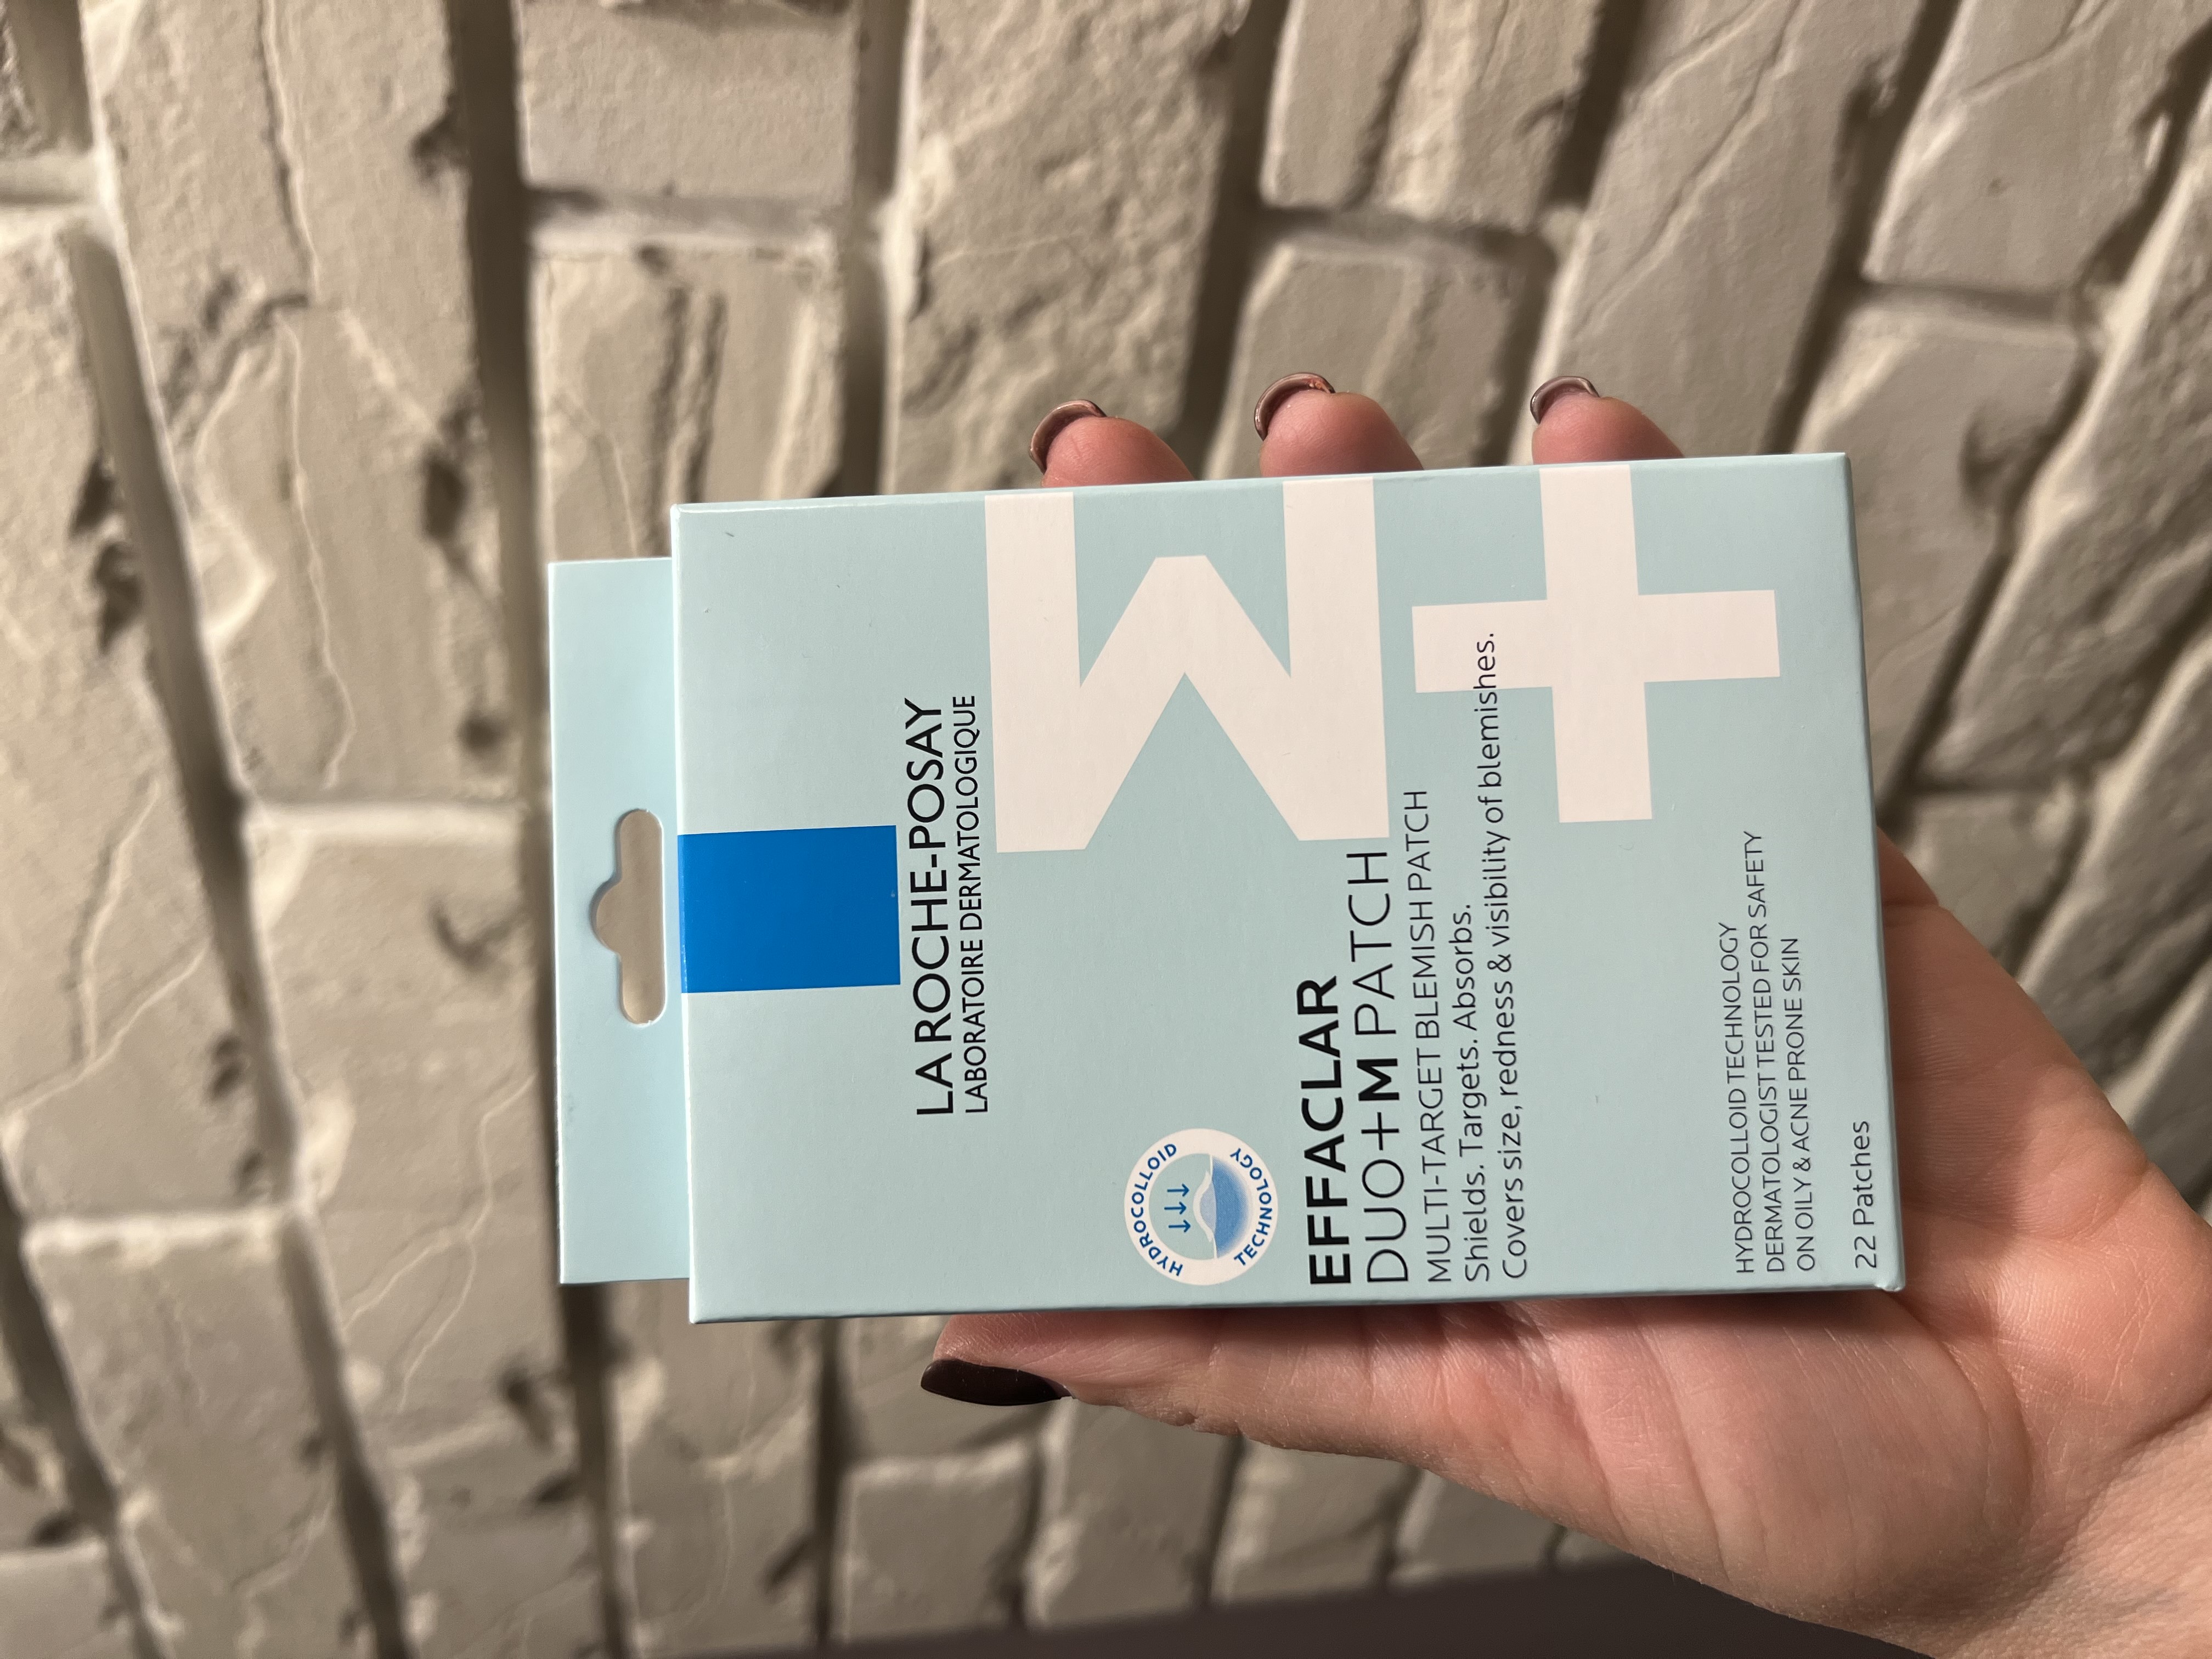 LA ROCHE-POSAY
LABORATOIRE DERMATOLOGIQUE
M+
HYDROCOLLOID TECHNOLOGY
EFFACLAR
DUO+M PATCH
MULTI-TARGET BLEMISH PATCH
Shields. Targets. Absorbs.
Covers size, redness & visibility of blemishes.
HYDROCOLLOID TECHNOLOGY
DERMATOLOGIST TESTED FOR SAFETY
ON OILY & ACNE PRONE SKIN
22 Patches